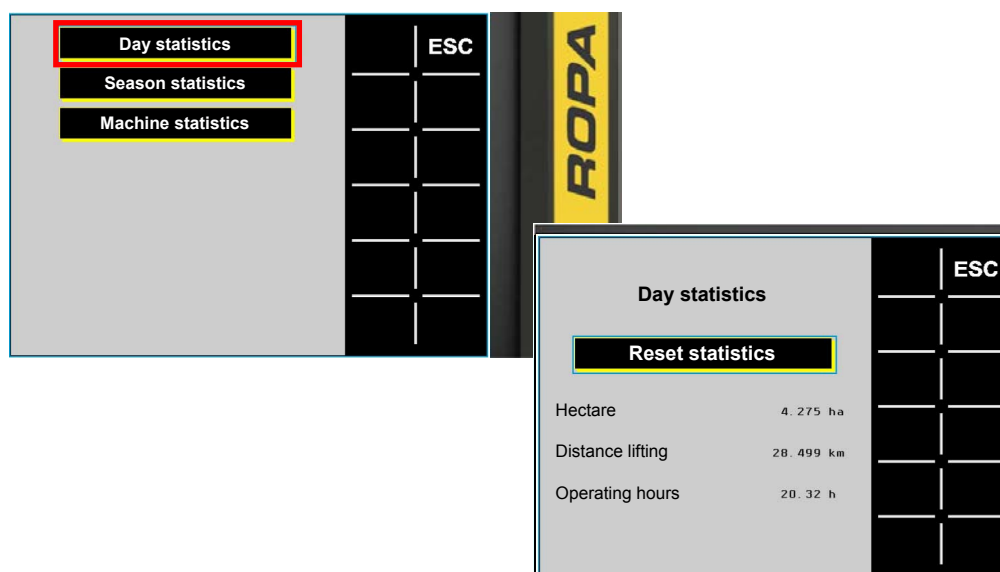 Day statistics
ESC
Season statistics
Machine statistics
ROPA
ESC
Day statistics
Reset statistics
Hectare 4.275 ha
Distance lifting 28.499 km
Operating hours 20.32 h